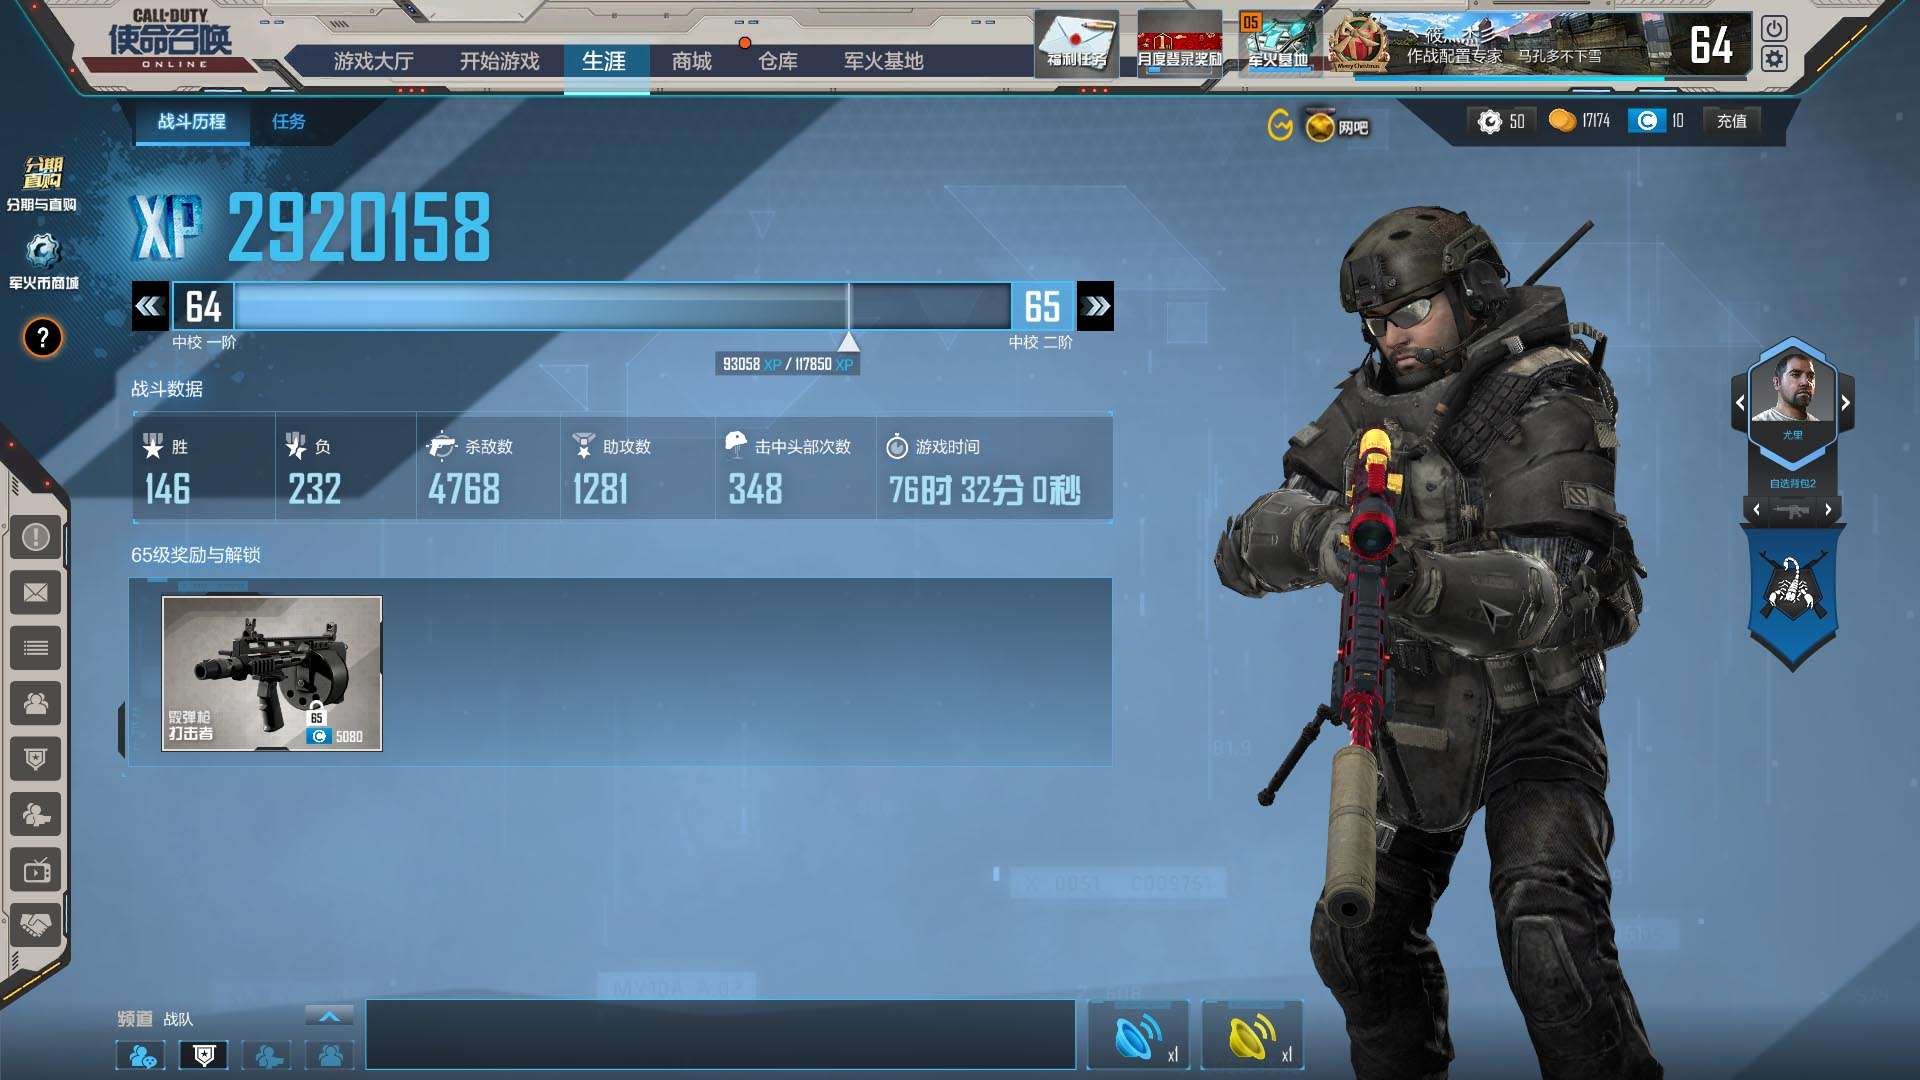 CALL OF DUTY
使命召唤
ONLINE
游戏大厅
开始游戏
生涯
商城
仓库
军火基地
福利任务
月度登录奖励
05
军火基地
Merry Christmas
作战配置专家
马孔多不下雪
64
战斗历程
任务
网吧
50
17174
10
充值
分期
直购
分期与直购
军火币商城
?
XP 2920158
64
65
中校 一阶
中校 二阶
93058 XP / 117850 XP
战斗数据
胜
146
负
232
杀敌数
4768
助攻数
1281
击中头部次数
348
游戏时间
76时 32分 0秒
65级奖励与解锁
打击者
65
5080
尤里
自选背包2
频道
战队
x1
x1